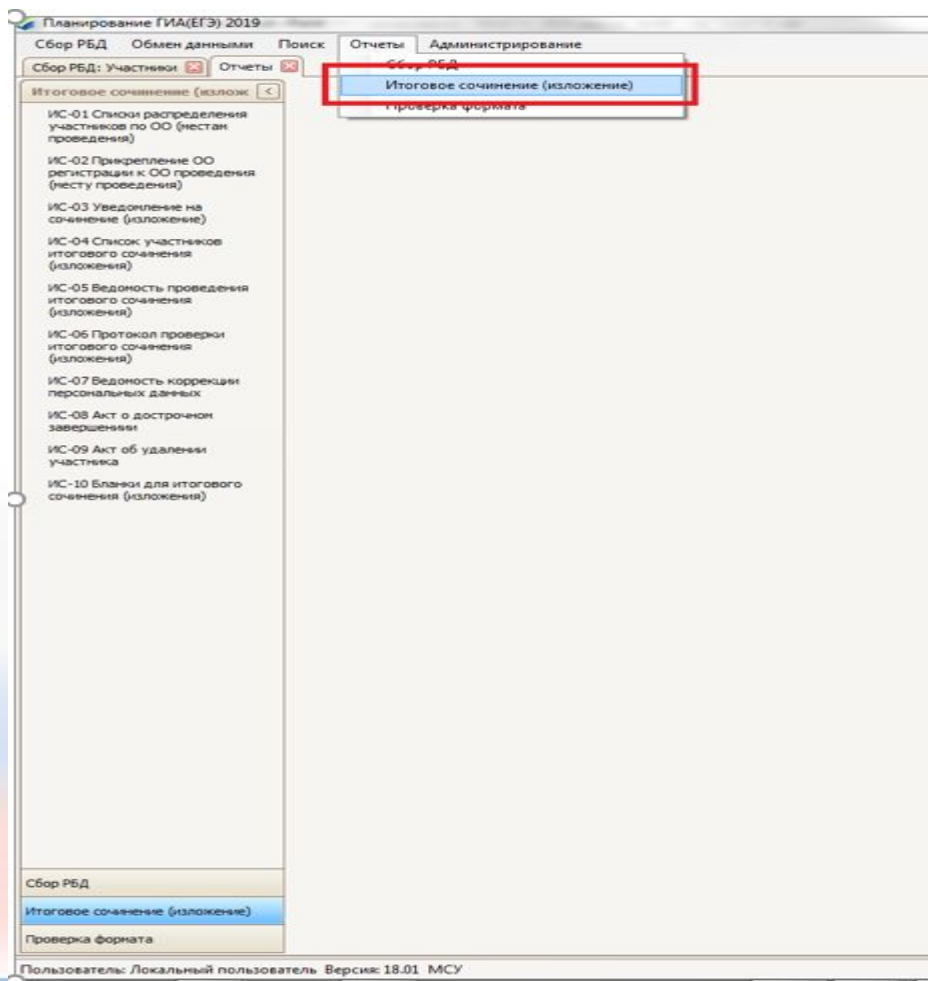 Планирование ГИА(ЕГЭ) 2019
Сбор РБД Обмен данными Поиск Отчеты Администрирование
Сбор РБД: Участники Отчеты
Сбор РБД
Итоговое сочинение (изложение)
Проверка формата
Итоговое сочинение (излож <
ИС-01 Списки распределения
участников по ОО (местам
проведения)
ИС-02 Прикрепление ОО
регистрации к ОО проведения
(месту проведения)
ИС-03 Уведомление на
сочинение (изложение)
ИС-04 Список участников
итогового сочинения
(изложения)
ИС-05 Ведомость проведения
итогового сочинения
(изложения)
ИС-06 Протокол проверки
итогового сочинения
(изложения)
ИС-07 Ведомость коррекции
персональных данных
ИС-08 Акт о досрочном
завершении
ИС-09 Акт об удалении
участника
ИС-10 Бланки для итогового
сочинения (изложения)
Сбор РБД
Итоговое сочинение (изложение)
Проверка формата
Пользователь: Локальный пользователь Версия: 18.01 МСУ